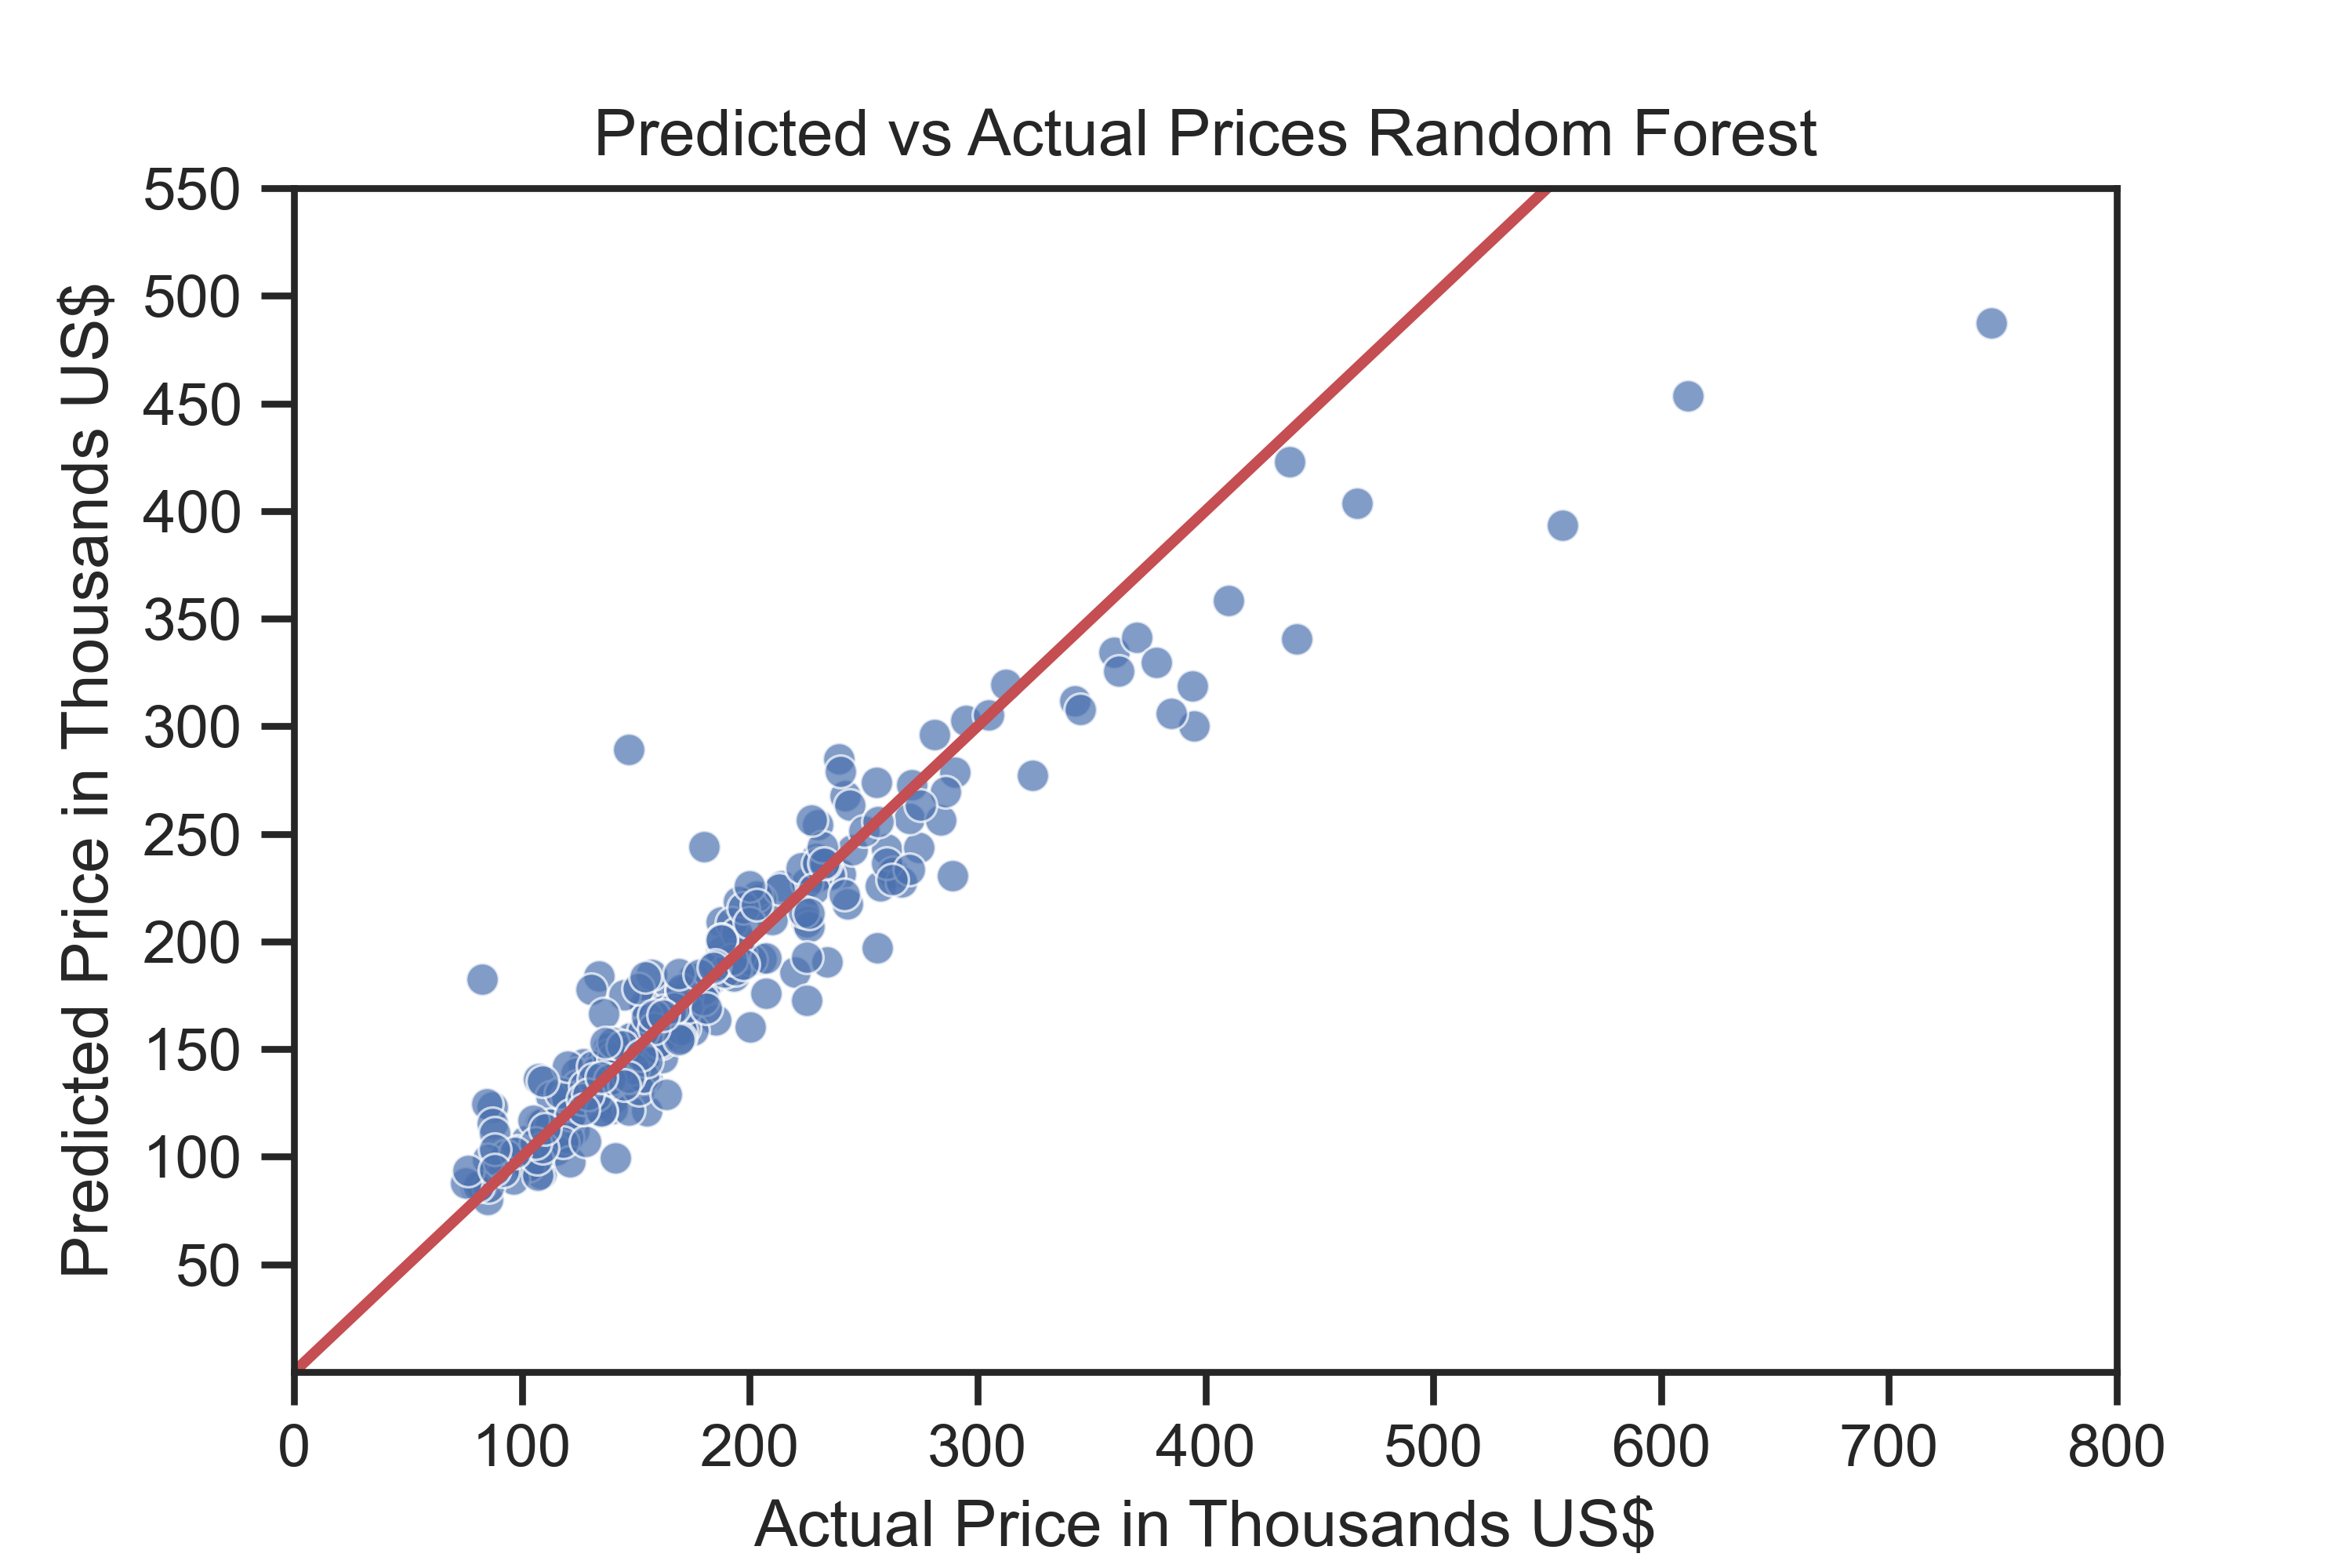 Predicted vs Actual Prices Random Forest
550
500
450
400
350
300
250
200
150
100
50
Predicted Price in Thousands US$
0 100 200 300 400 500 600 700 800
Actual Price in Thousands US$